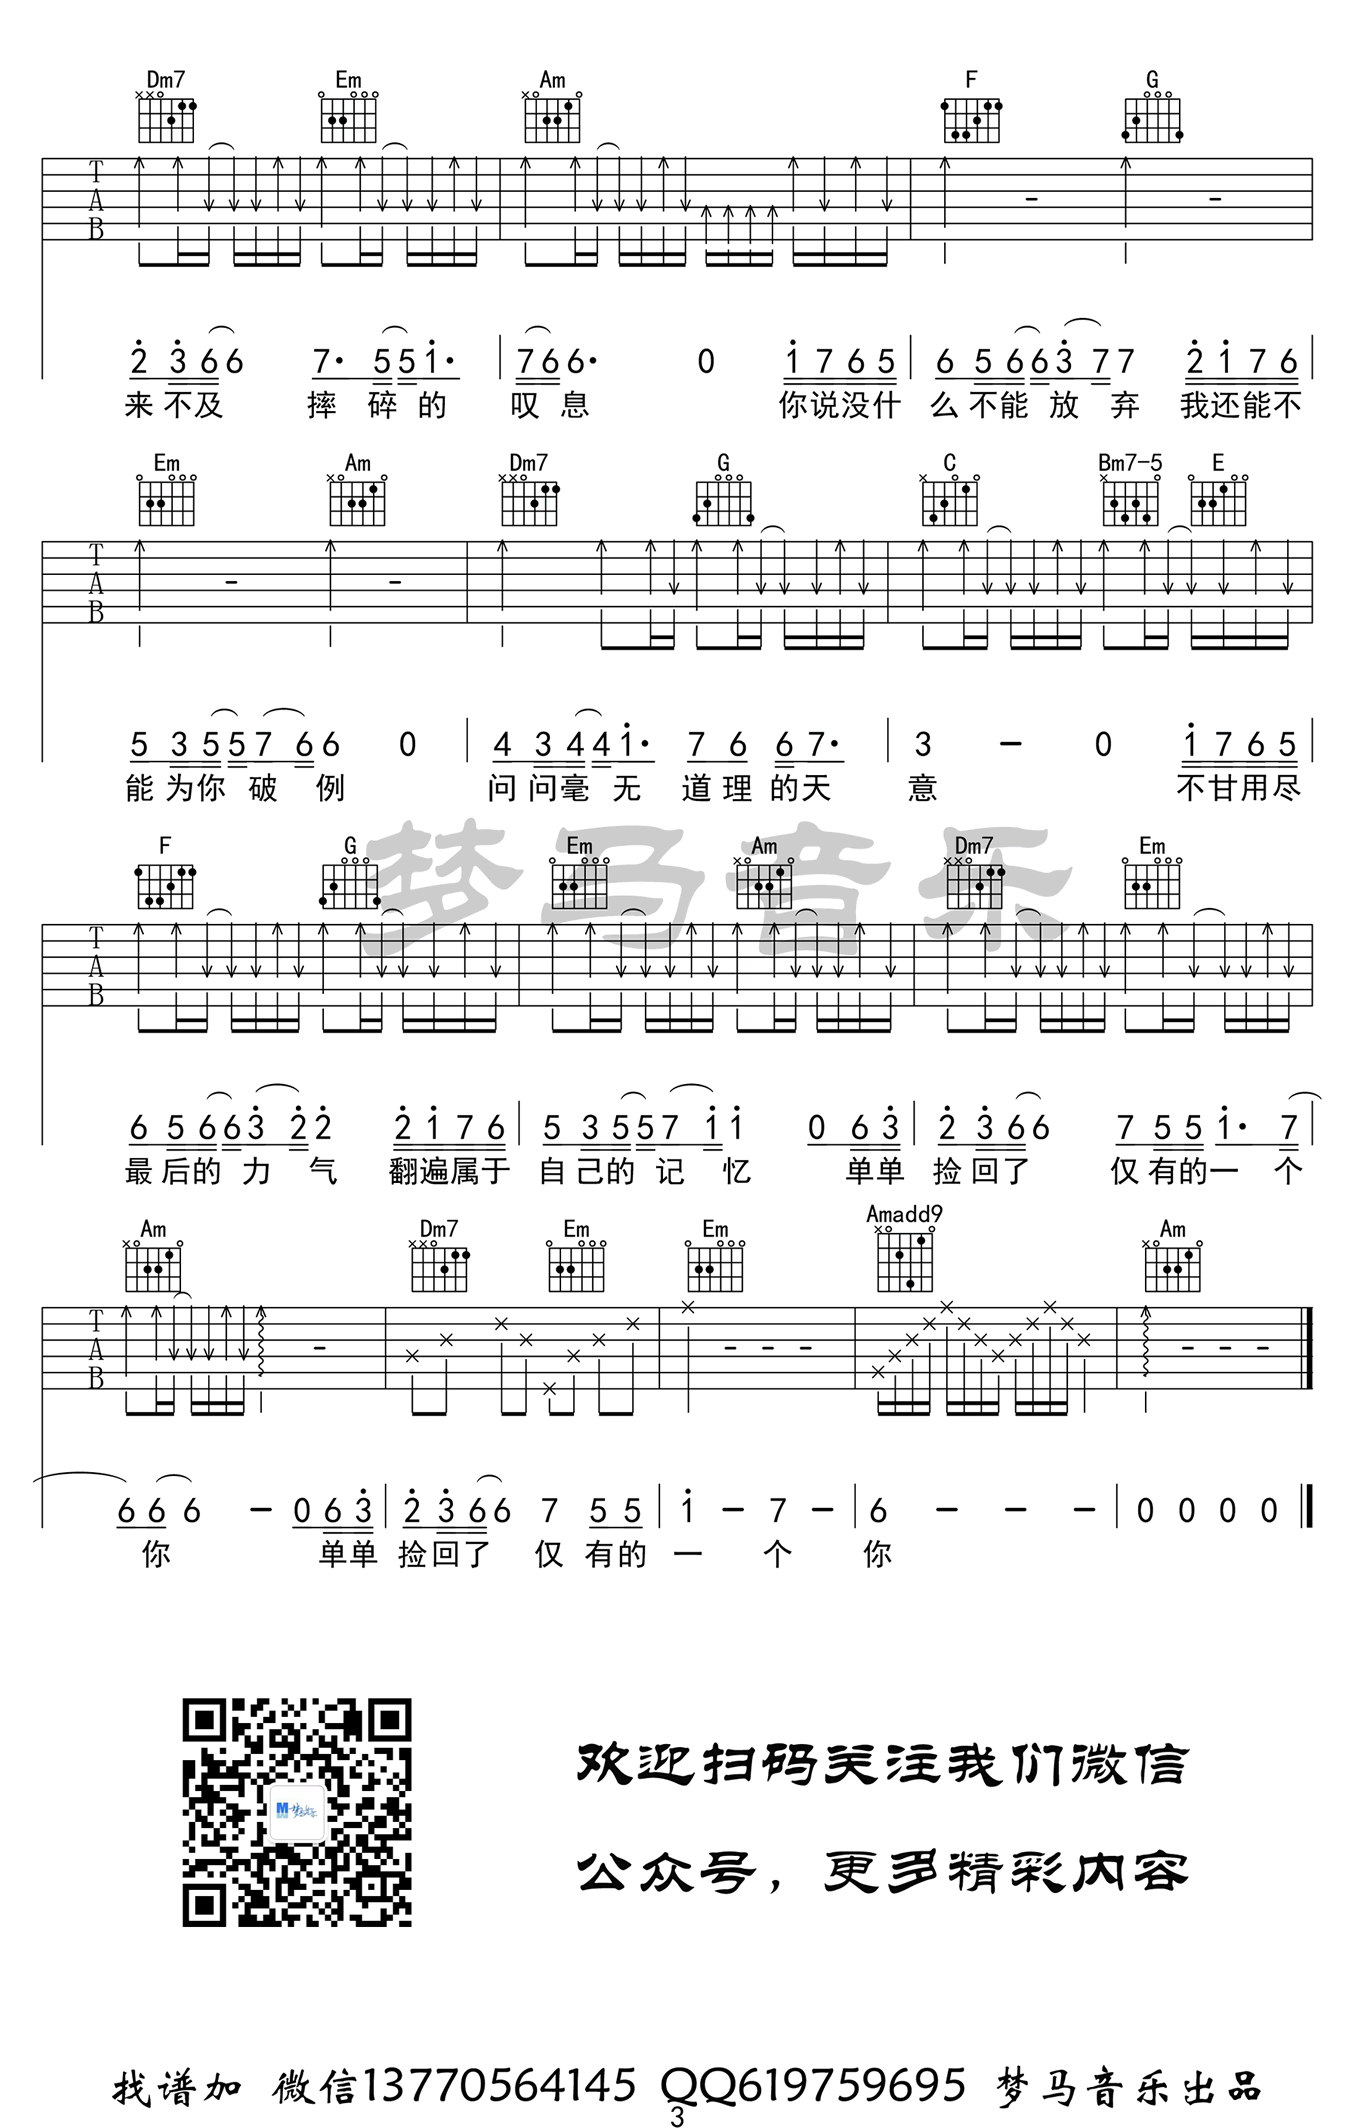 Dm7 Em Am F G
T
A
B
2 3 6 6 7· 5 5 1· 7 6 6· 0 1 7 6 5 6 5 6 6 3 7 7 2 1 7 6
来不及 摔碎的 叹息 你说没什么不能放弃 我还能不
Em Am Dm7 G C Bm7-5 E
T
A
B
5 3 5 5 7 6 6 0 4 3 4 4 1· 7 6 6 7· 3 - 0 1 7 6 5
能为你破例 问问毫无道理的天意 不甘用尽
梦马音乐
F G Em Am Dm7 Em
T
A
B
6 5 6 6 3 2 2 2 1 7 6 5 3 5 5 7 1 1 0 6 3 2 3 6 6 7 5 5 1· 7
最后的力气 翻遍属于自己的记忆 单单捡回了 仅有的一个
Am Dm7 Em Em Amadd9 Am
T
A
B
6 6 6 - 0 6 3 2 3 6 6 7 5 5 1 - 7 - 6 - - - 0 0 0 0
你 单单捡回了 仅有的一个你
欢迎扫码关注我们微信
公众号，更多精彩内容
找谱加 微信13770564145 QQ619759695 梦马音乐出品
3